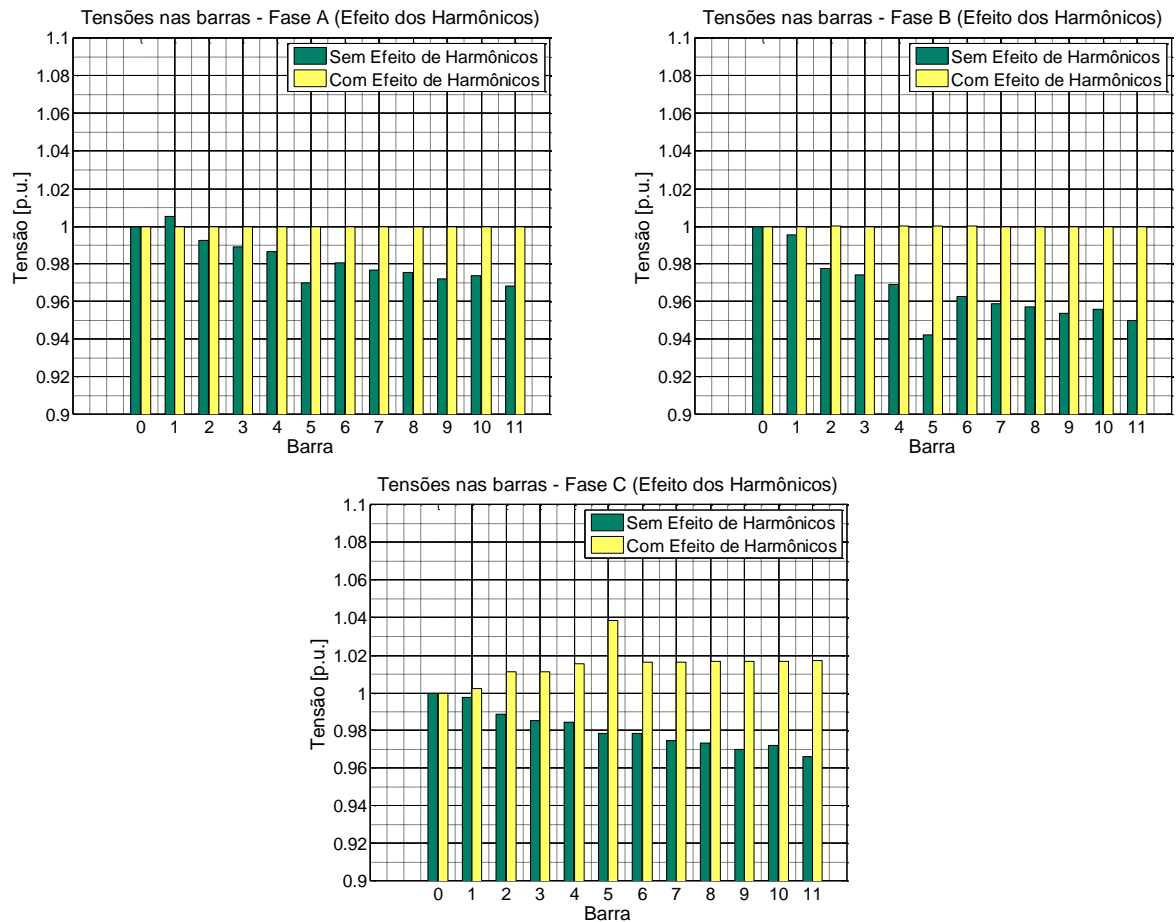 Tensões nas barras - Fase A (Efeito dos Harmônicos)
1.1
1.08
1.06
1.04
1.02
1
0.98
0.96
0.94
0.92
0.9
Tensão [p.u.]
Sem Efeito de Harmônicos
Com Efeito de Harmônicos
0 1 2 3 4 5 6 7 8 9 10 11
Barra
Tensões nas barras - Fase B (Efeito dos Harmônicos)
1.1
1.08
1.06
1.04
1.02
1
0.98
0.96
0.94
0.92
0.9
Tensão [p.u.]
Sem Efeito de Harmônicos
Com Efeito de Harmônicos
0 1 2 3 4 5 6 7 8 9 10 11
Barra
Tensões nas barras - Fase C (Efeito dos Harmônicos)
1.1
1.08
1.06
1.04
1.02
1
0.98
0.96
0.94
0.92
0.9
Tensão [p.u.]
Sem Efeito de Harmônicos
Com Efeito de Harmônicos
0 1 2 3 4 5 6 7 8 9 10 11
Barra